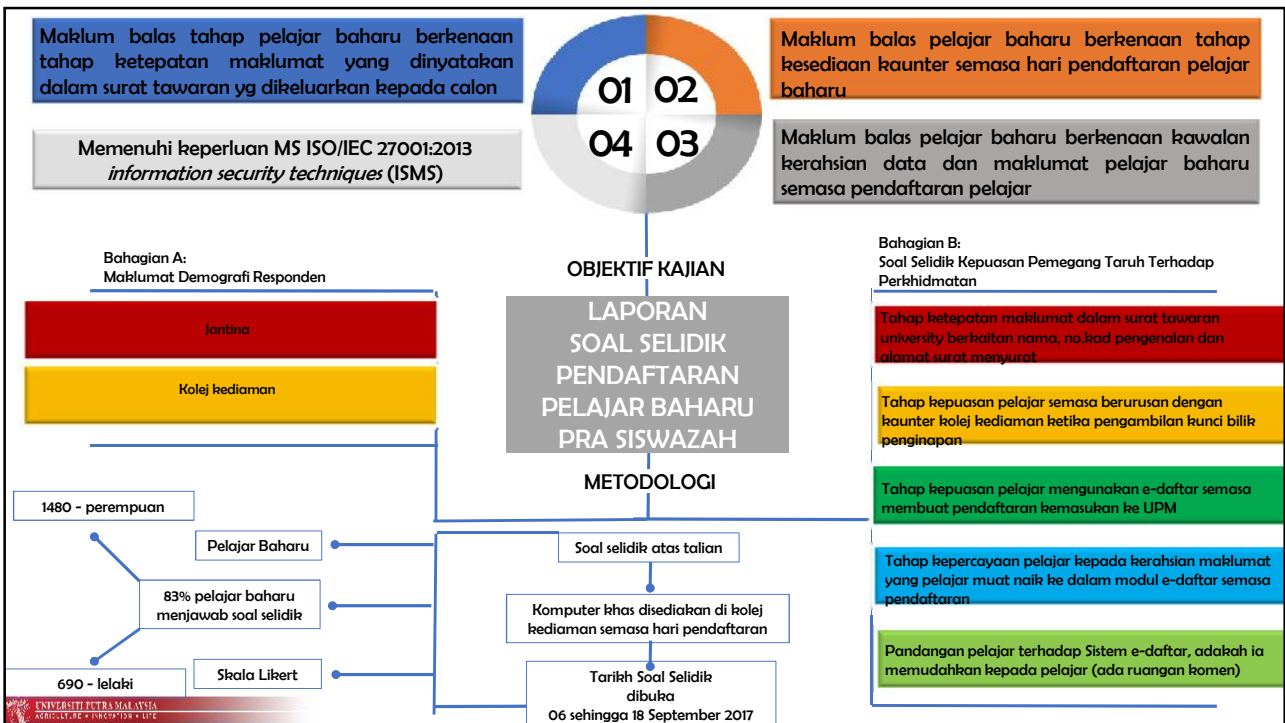 Maklum balas tahap pelajar baharu berkenaan
tahap ketepatan maklumat yang dinyatakan
dalam surat tawaran yg dikeluarkan kepada calon
Memenuhi keperluan MS ISO/IEC 27001:2013
information security techniques (ISMS)
01 02
04 03
Maklum balas pelajar baharu berkenaan tahap
kesediaan kaunter semasa hari pendaftaran pelajar
baharu
Maklum balas pelajar baharu berkenaan kawalan
kerahsian data dan maklumat pelajar baharu
semasa pendaftaran pelajar
OBJEKTIF KAJIAN
LAPORAN
SOAL SELIDIK
PENDAFTARAN
PELAJAR BAHARU
PRA SISWAZAH
METODOLOGI
Bahagian A:
Maklumat Demografi Responden
Jantina
Kolej kediaman
1480 - perempuan
83% pelajar baharu
menjawab soal selidik
690 - lelaki
Pelajar Baharu
Skala Likert
Soal selidik atas talian
Komputer khas disediakan di kolej
kediaman semasa hari pendaftaran
Tarikh Soal Selidik
dibuka
06 sehingga 18 September 2017
Bahagian B:
Soal Selidik Kepuasan Pemegang Taruh Terhadap
Perkhidmatan
Tahap ketepatan maklumat dalam surat tawaran
university berkaitan nama, no.kad pengenalan dan
alamat surat menyurat
Tahap kepuasan pelajar semasa berurusan dengan
kaunter kolej kediaman ketika pengambilan kunci bilik
penginapan
Tahap kepuasan pelajar mengunakan e-daftar semasa
membuat pendaftaran kemasukan ke UPM
Tahap kepercayaan pelajar kepada kerahsian maklumat
yang pelajar muat naik ke dalam modul e-daftar semasa
pendaftaran
Pandangan pelajar terhadap Sistem e-daftar, adakah ia
memudahkan kepada pelajar (ada ruangan komen)
UNIVERSITI PUTRA MALAYSIA
AGRICULTURE • INNOVATION • LIFE